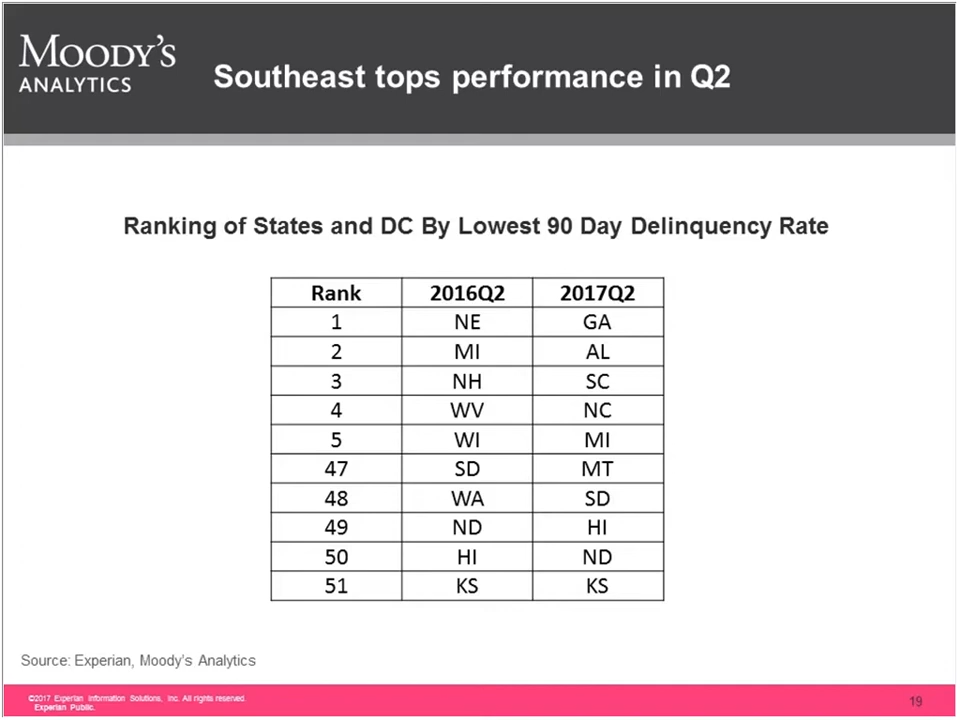 MOODY'S
ANALYTICS
Southeast tops performance in Q2
Ranking of States and DC By Lowest 90 Day Delinquency Rate
Rank 2016Q2 2017Q2
1 NE GA
2 MI AL
3 NH SC
4 WV NC
5 WI MI
47 SD MT
48 WA SD
49 ND HI
50 HI ND
51 KS KS
Source: Experian, Moody's Analytics
©2017 Experian Information Solutions, Inc. All rights reserved.
Experian Public.
19